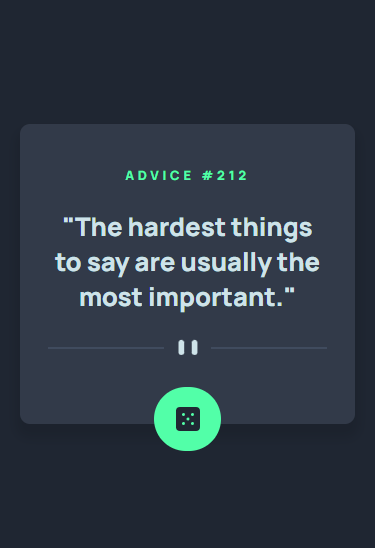 ADVICE #212
"The hardest things
to say are usually the
most important."